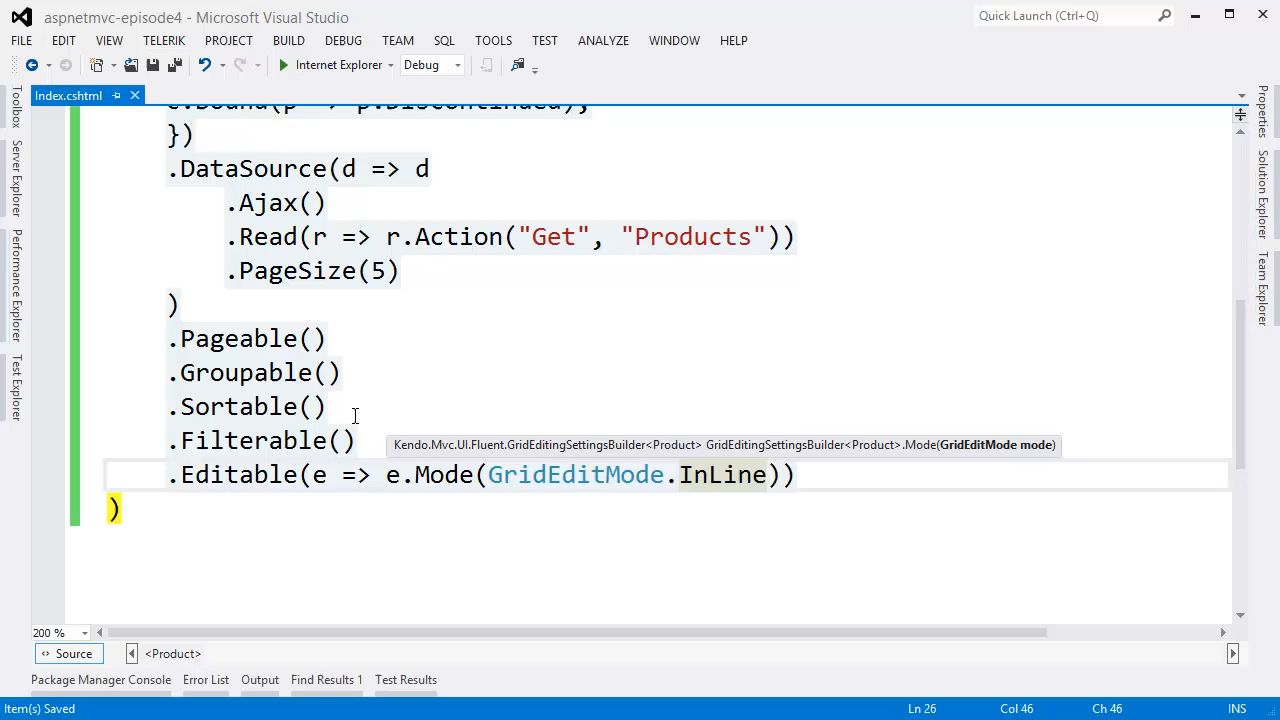 aspnetmvc-episode4 - Microsoft Visual Studio
Quick Launch (Ctrl+Q)
FILE EDIT VIEW TELERIK PROJECT BUILD DEBUG TEAM SQL TOOLS TEST ANALYZE WINDOW HELP
Internet Explorer Debug
Index.cshtml
Toolbox
Server Explorer
Performance Explorer
Test Explorer
})
.DataSource(d => d
.Ajax()
.Read(r => r.Action("Get", "Products"))
.PageSize(5)
)
.Pageable()
.Groupable()
.Sortable()
.Filterable()
Kendo.Mvc.UI.Fluent.GridEditingSettingsBuilder<Product> GridEditingSettingsBuilder<Product>.Mode(GridEditMode mode)
.Editable(e => e.Mode(GridEditMode.InLine))
)
Properties
Solution Explorer
Team Explorer
200 %
Source <Product>
Package Manager Console Error List Output Find Results 1 Test Results
Item(s) Saved Ln 26 Col 46 Ch 46 INS